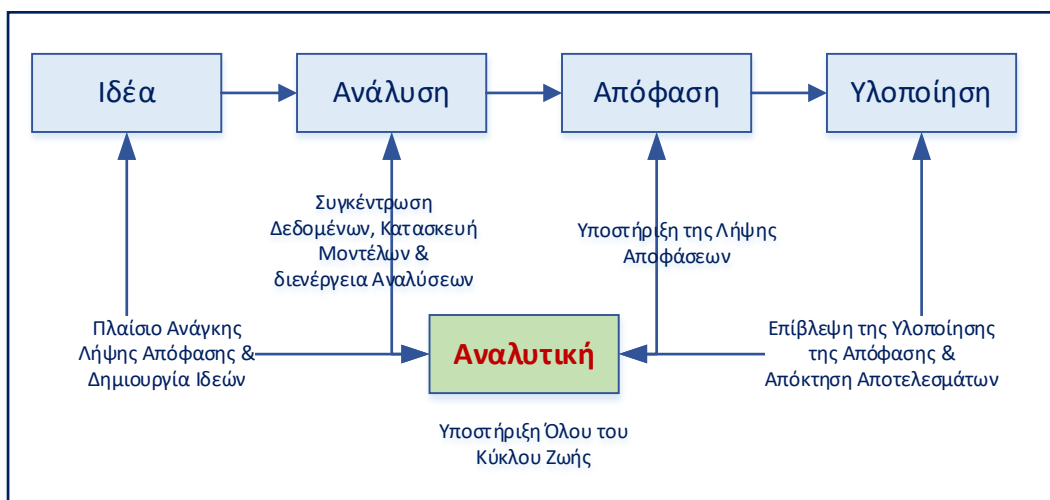 Ιδέα
Ανάλυση
Απόφαση
Υλοποίηση
Συγκέντρωση
Δεδομένων, Κατασκευή
Μοντέλων &
διενέργεια Αναλύσεων
Υποστήριξη της Λήψης
Αποφάσεων
Πλαίσιο Ανάγκης
Λήψης Απόφασης &
Δημιουργία Ιδεών
Αναλυτική
Επίβλεψη της Υλοποίησης
της Απόφασης &
Απόκτηση Αποτελεσμάτων
Υποστήριξη Όλου του
Κύκλου Ζωής